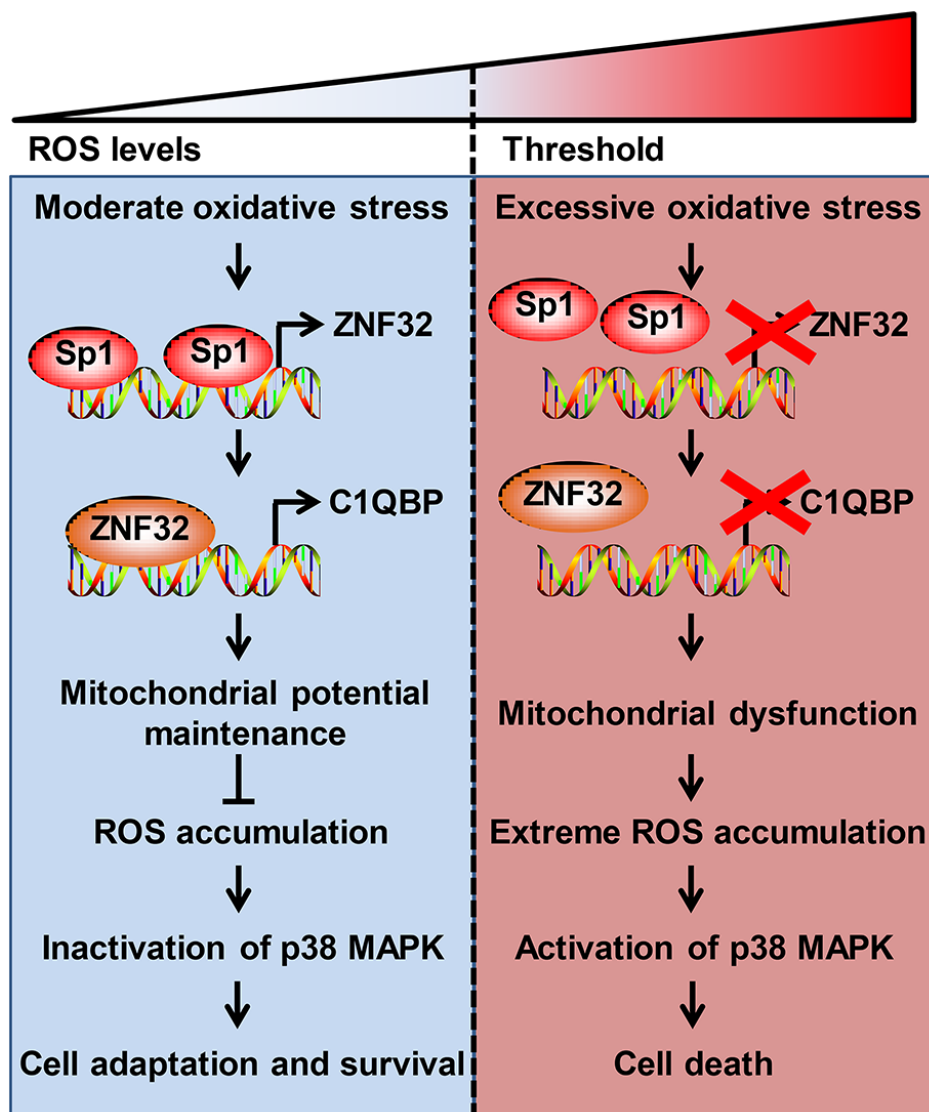 ROS levels
Threshold
Moderate oxidative stress
Sp1
Sp1
ZNF32
ZNF32
C1QBP
Mitochondrial potential
maintenance
ROS accumulation
Inactivation of p38 MAPK
Cell adaptation and survival
Excessive oxidative stress
Sp1
Sp1
ZNF32
ZNF32
C1QBP
Mitochondrial dysfunction
Extreme ROS accumulation
Activation of p38 MAPK
Cell death